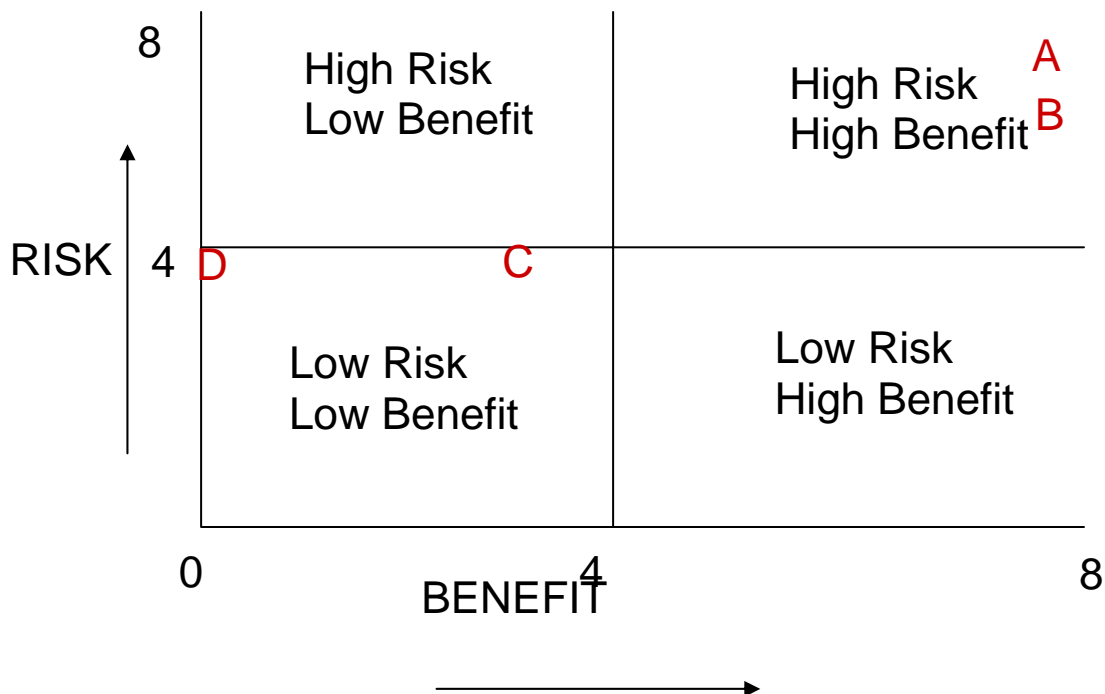 8
High Risk
Low Benefit
High Risk
High Benefit
A
B
RISK
4
D
C
Low Risk
Low Benefit
Low Risk
High Benefit
0
4
8
BENEFIT